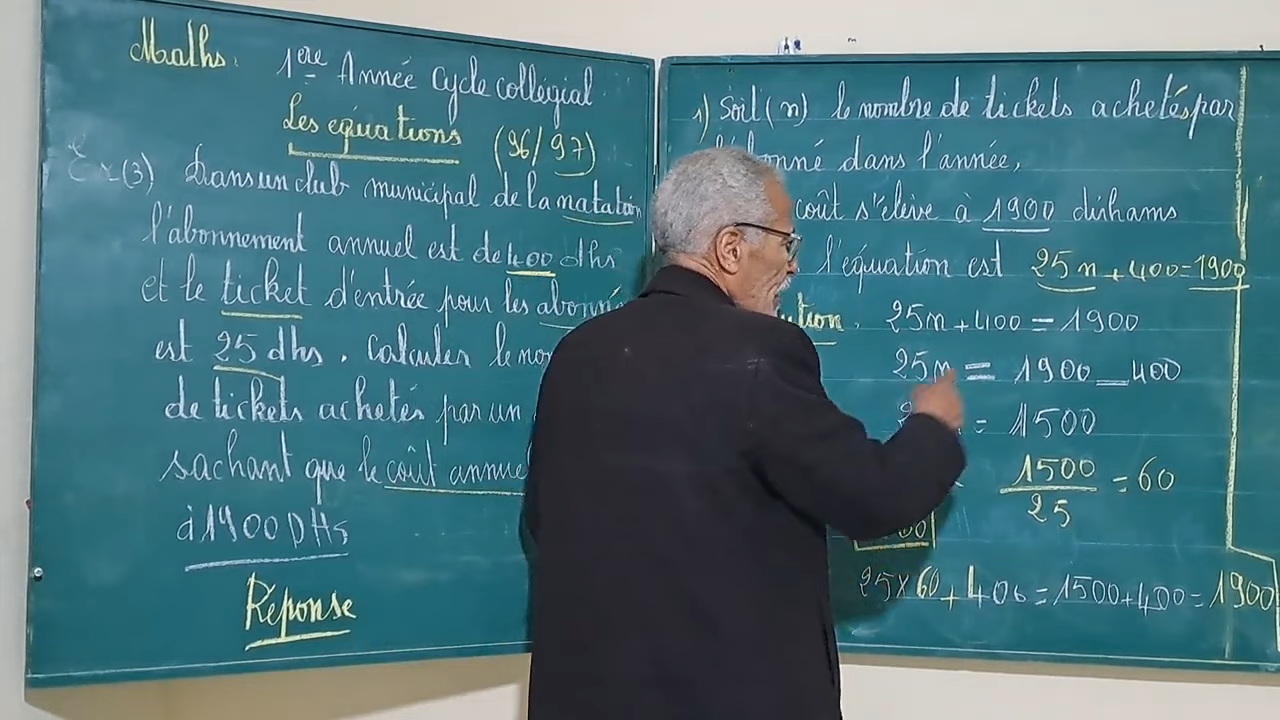 Maths.
1ère Année Cycle collégial
Les équations (96/97)
Ex(3) Dans un club municipal de la natation
l'abonnement annuel est de 400 dhs
et le ticket d'entrée pour les abonné
est 25 dhs. Calculer le no
de tickets achetés par un
sachant que le coût annue
à 1900 DHS
Réponse
1) Soit (n) le nombre de tickets achetés par
bonné dans l'année,
coût s'élève à 1900 dirhams
l'équation est 25n+400=1900
ution. 25n+400=1900
25n = 1900-400
= 1500
1500/25 = 60
25×60+400=1500+400=1900